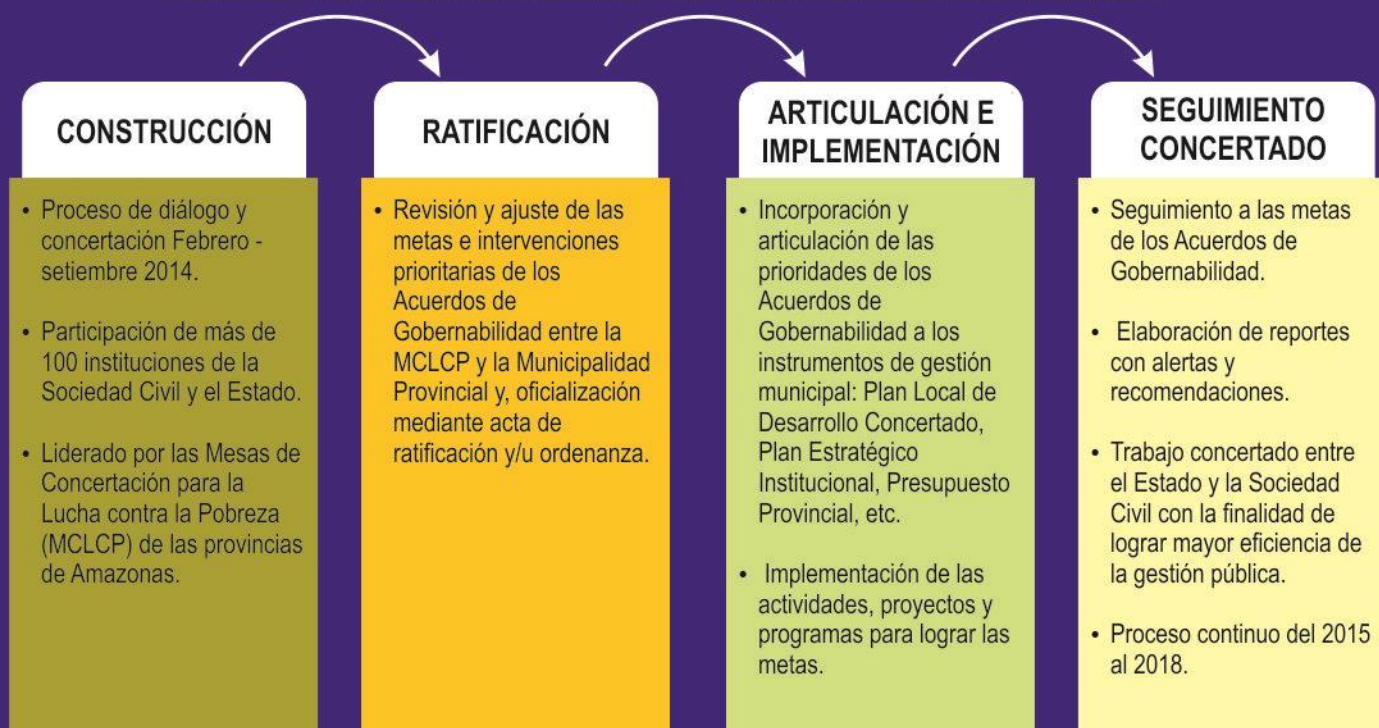 CONSTRUCCIÓN
• Proceso de diálogo y
concertación Febrero -
setiembre 2014.
• Participación de más de
100 instituciones de la
Sociedad Civil y el Estado.
• Liderado por las Mesas de
Concertación para la
Lucha contra la Pobreza
(MCLCP) de las provincias
de Amazonas.
RATIFICACIÓN
• Revisión y ajuste de las
metas e intervenciones
prioritarias de los
Acuerdos de
Gobernabilidad entre la
MCLCP y la Municipalidad
Provincial y, oficialización
mediante acta de
ratificación y/u ordenanza.
ARTICULACIÓN E
IMPLEMENTACIÓN
• Incorporación y
articulación de las
prioridades de los
Acuerdos de
Gobernabilidad a los
instrumentos de gestión
municipal: Plan Local de
Desarrollo Concertado,
Plan Estratégico
Institucional, Presupuesto
Provincial, etc.
• Implementación de las
actividades, proyectos y
programas para lograr las
metas.
SEGUIMIENTO
CONCERTADO
• Seguimiento a las metas
de los Acuerdos de
Gobernabilidad.
• Elaboración de reportes
con alertas y
recomendaciones.
• Trabajo concertado entre
el Estado y la Sociedad
Civil con la finalidad de
lograr mayor eficiencia de
la gestión pública.
• Proceso continuo del 2015
al 2018.